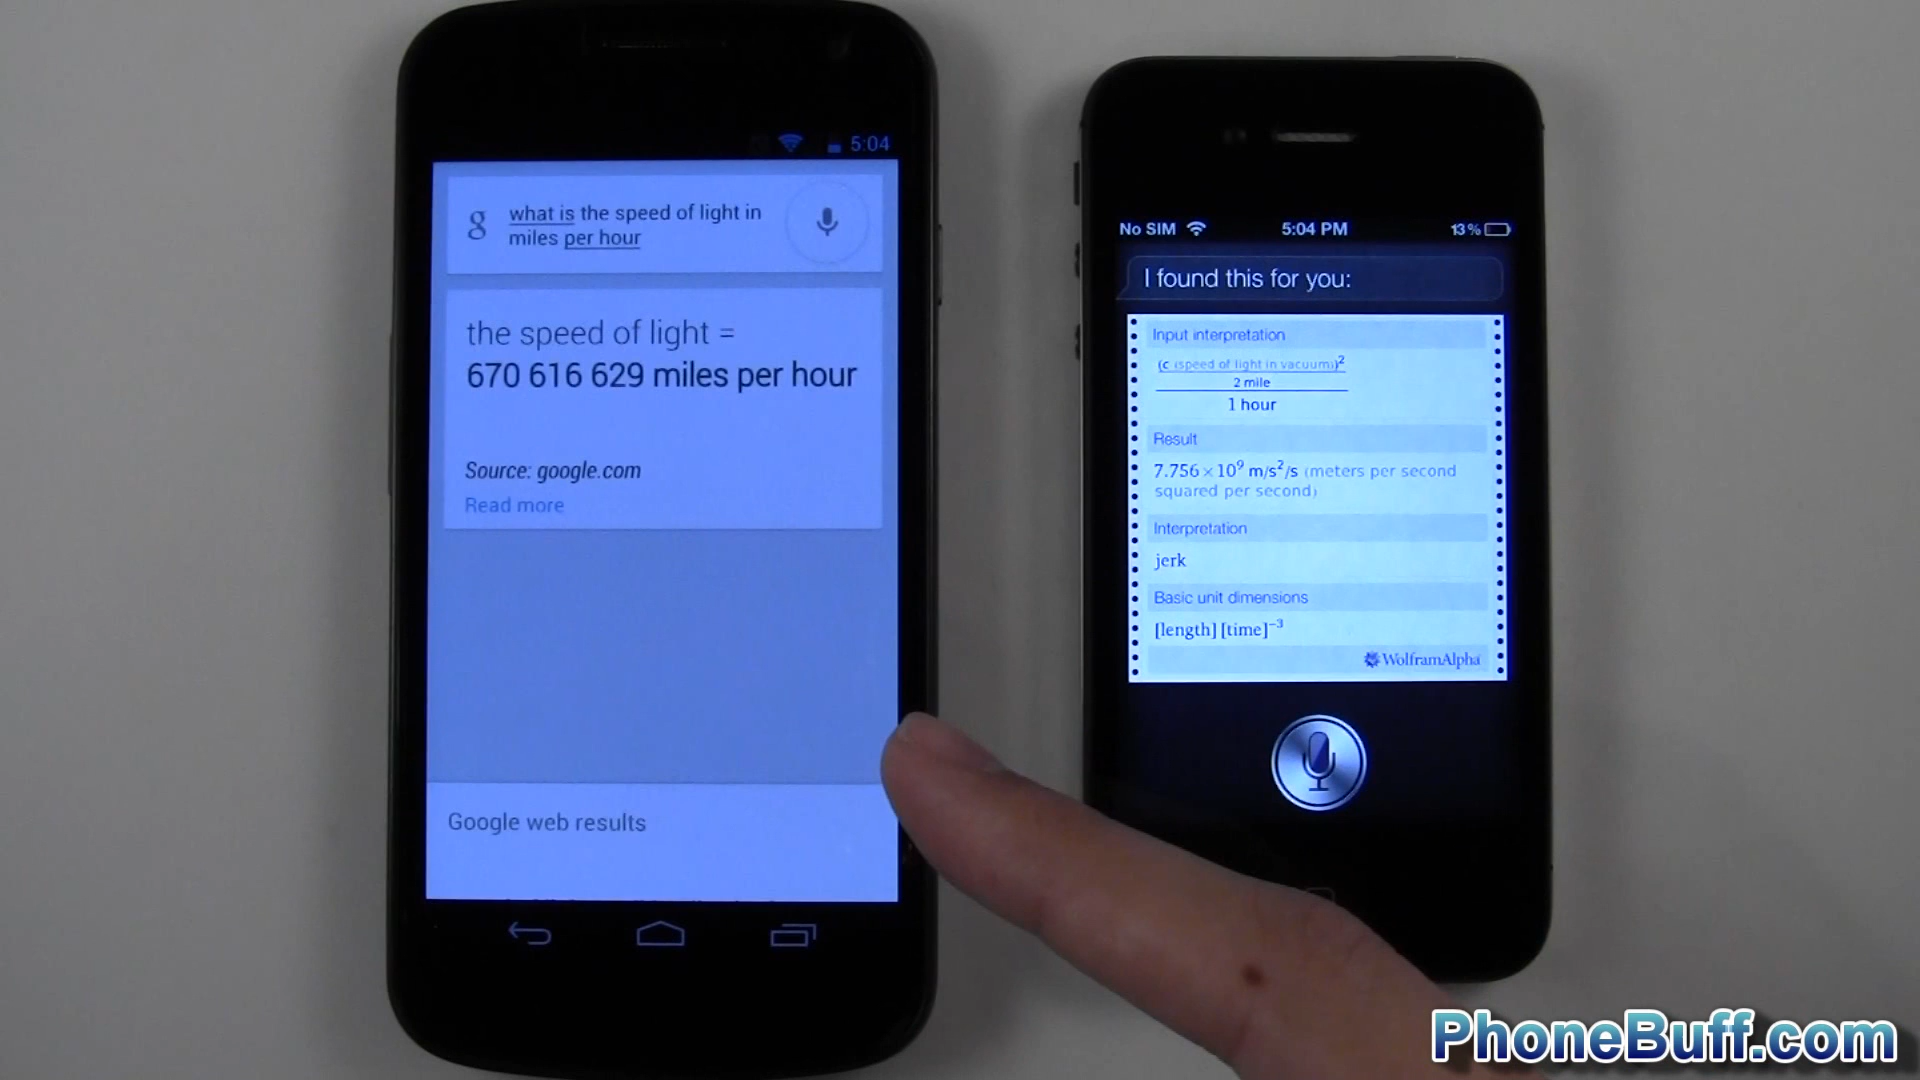 5:04
g
what is the speed of light in
miles per hour
the speed of light =
670 616 629 miles per hour
Source: google.com
Read more
Google web results
No SIM 5:04 PM 13%
I found this for you:
Input interpretation
(c (speed of light in vacuum))²
2 mile
1 hour
Result
7.756×10⁹ m/s²/s (meters per second
squared per second)
Interpretation
jerk
Basic unit dimensions
[length] [time]⁻³
WolframAlpha
PhoneBuff.com